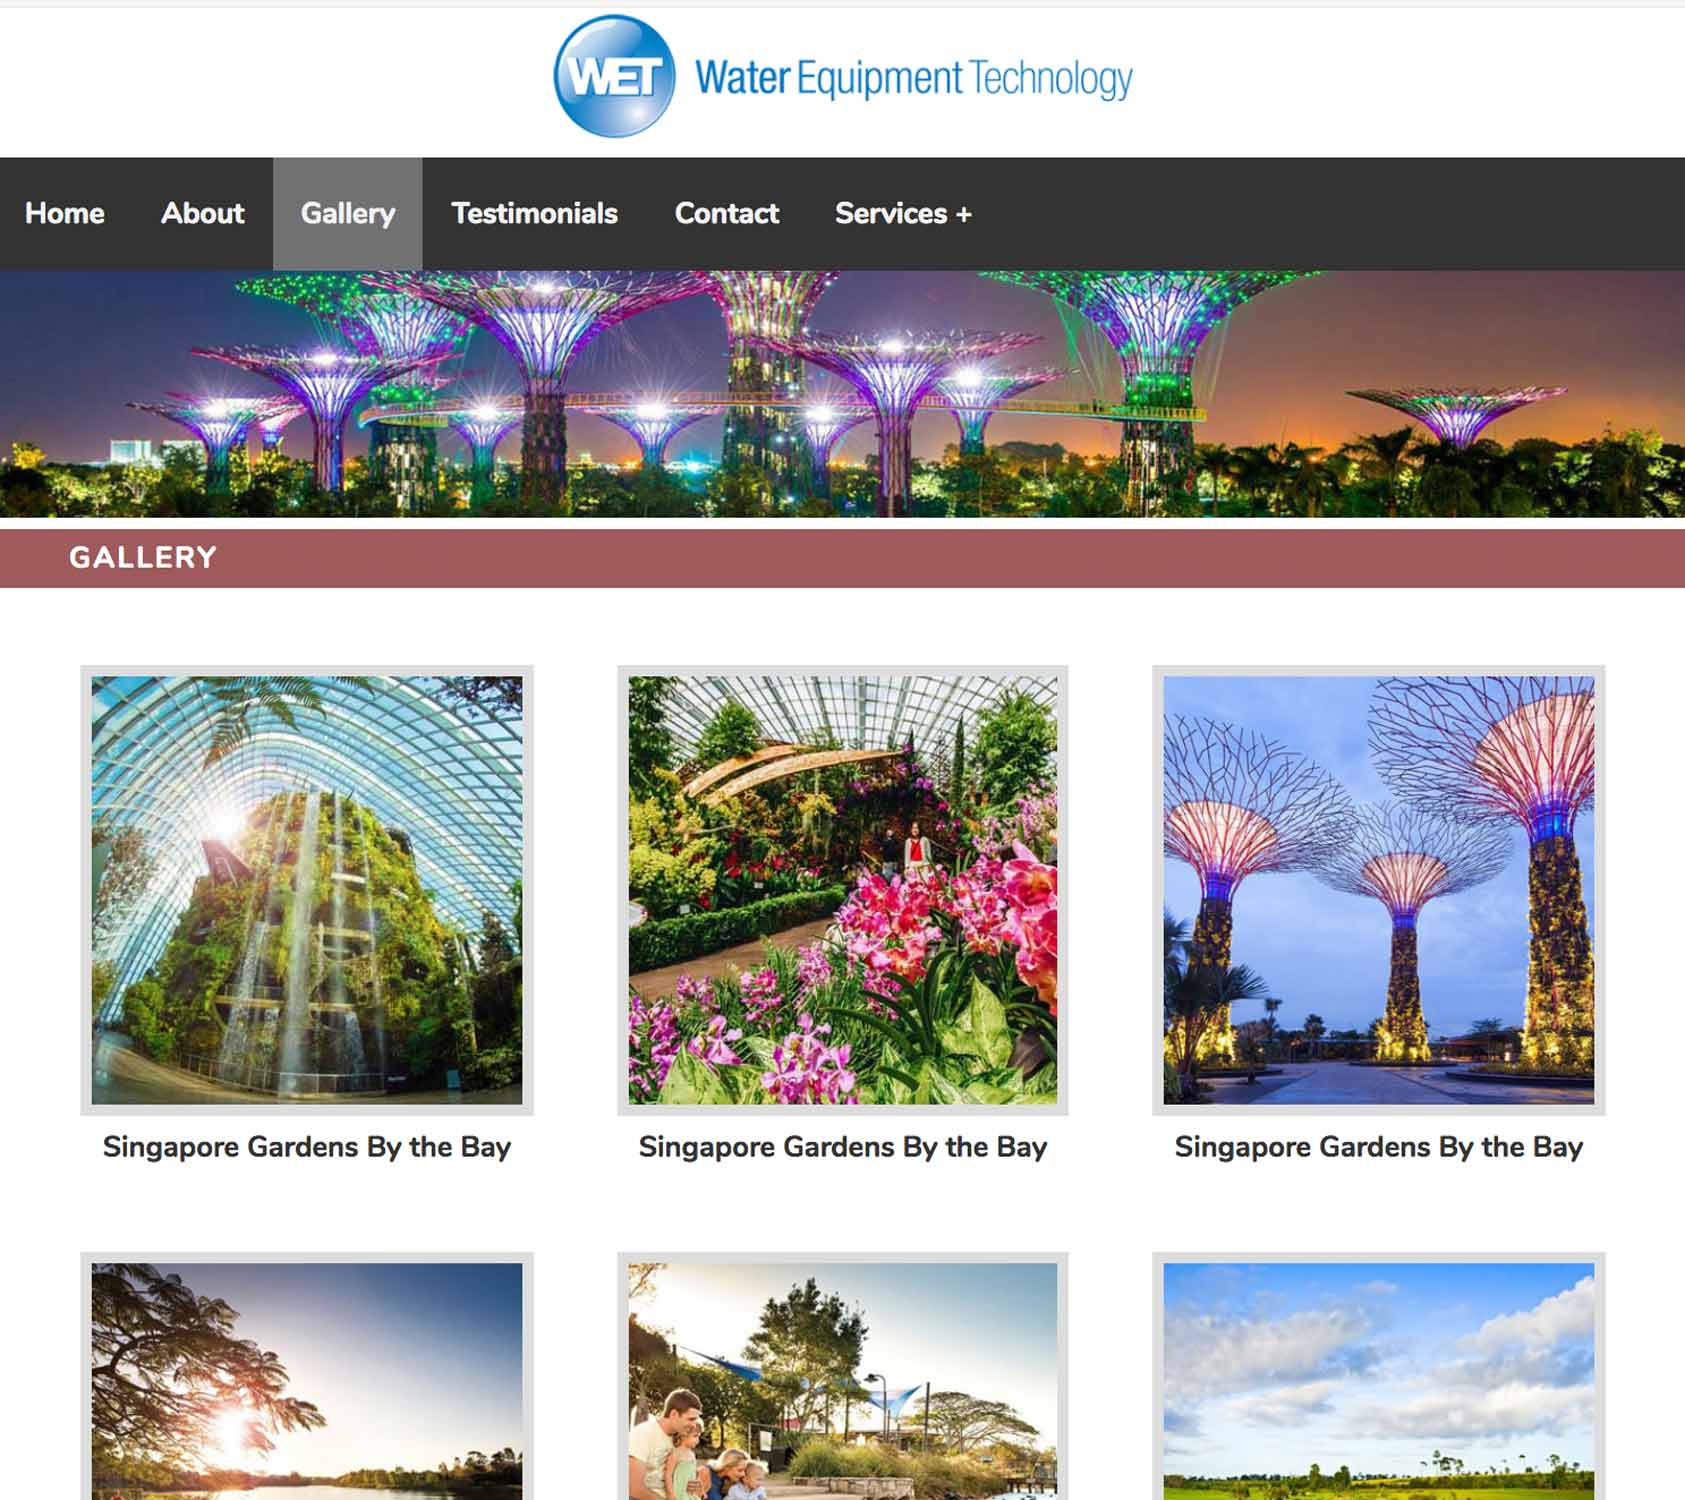 WET Water Equipment Technology
Home About Gallery Testimonials Contact Services +
GALLERY
Singapore Gardens By the Bay Singapore Gardens By the Bay Singapore Gardens By the Bay